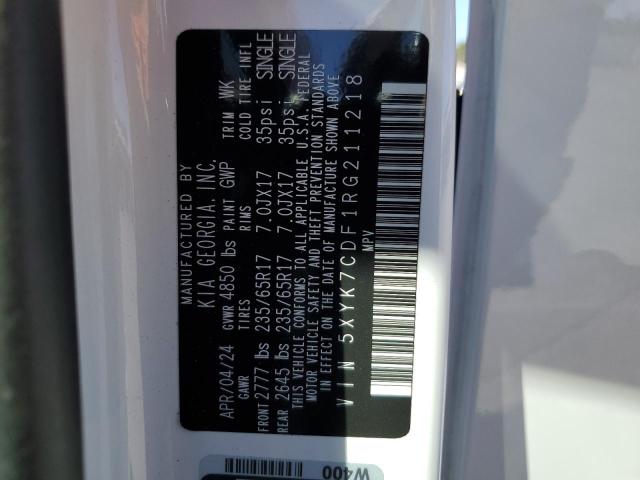 MANUFACTURED BY
KIA GEORGIA, INC.
APR/04/24 GVWR 4850 lbs PAINT GWP TRIM WK
GAWR TIRES RIMS COLD TIRE INFL
FRONT 2777 lbs 235/65R17 7.0JX17 35psi SINGLE
REAR 2645 lbs 235/65R17 7.0JX17 35psi SINGLE
THIS VEHICLE CONFORMS TO ALL APPLICABLE U.S.A. FEDERAL
MOTOR VEHICLE SAFETY AND THEFT PREVENTION STANDARDS
IN EFFECT ON THE DATE OF MANUFACTURE SHOWN ABOVE
VIN 5XYK7CDF1RG211218
MPV
W400